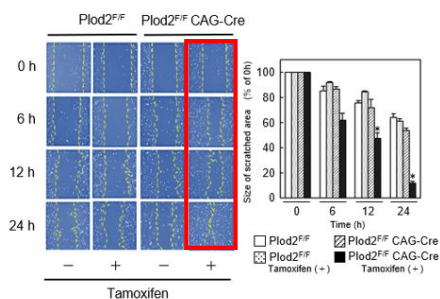 Plod2F/F Plod2F/F CAG-Cre
0 h
6 h
12 h
24 h
− + − +
Tamoxifen
Size of scratched area (% of 0h)
100
80
60
40
20
0
*
*
0 6 12 24
Time (h)
Plod2F/F Plod2F/F CAG-Cre
Plod2F/F Plod2F/F CAG-Cre
Tamoxifen (+) Tamoxifen (+)